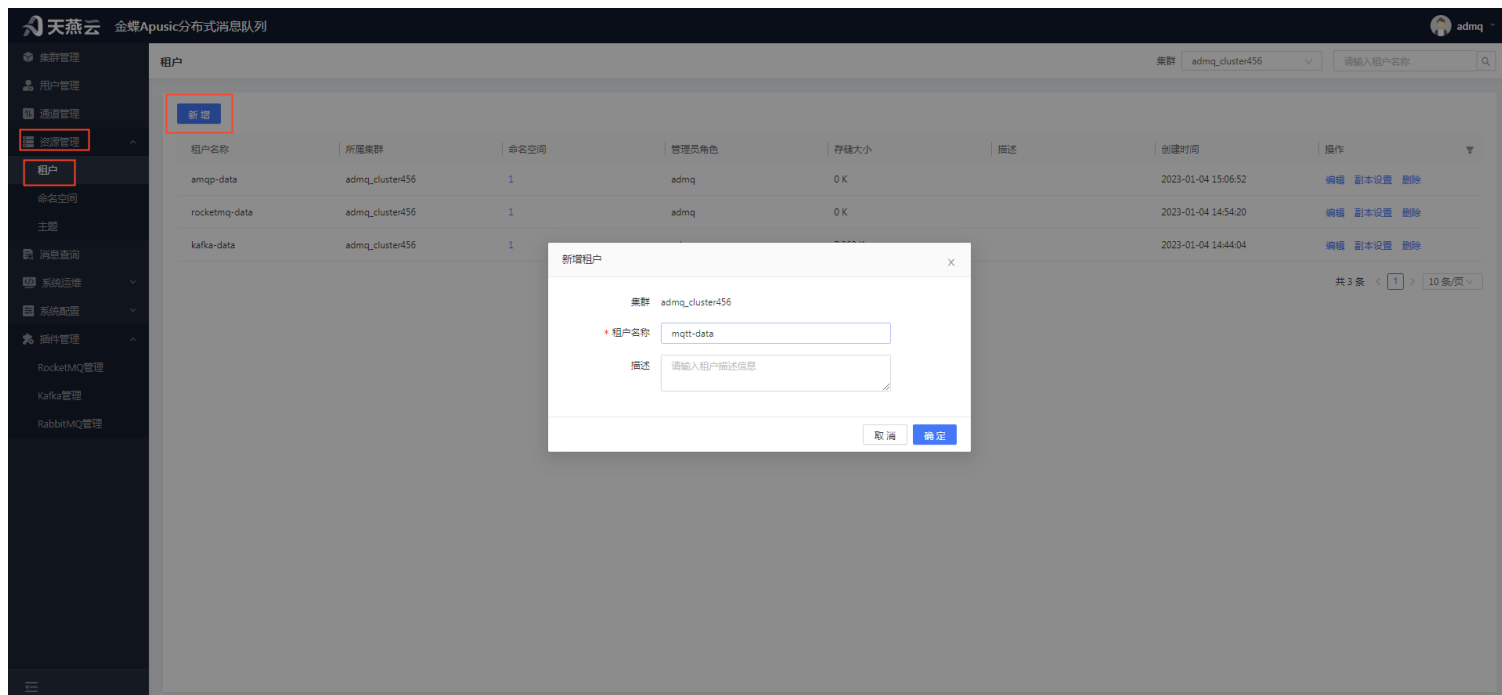 天燕云 金蝶Apusic分布式消息队列
admq
集群管理
用户管理
通道管理
资源管理
租户
命名空间
主题
消息查询
系统运维
系统配置
插件管理
RocketMQ管理
Kafka管理
RabbitMQ管理
租户
集群 admq_cluster456 请输入租户名称
新 增
租户名称 所属集群 命名空间 管理员角色 存储大小 描述 创建时间 操作
amqp-data admq_cluster456 1 admq 0 K 2023-01-04 15:06:52 编辑 副本设置 删除
rocketmq-data admq_cluster456 1 admq 0 K 2023-01-04 14:54:20 编辑 副本设置 删除
kafka-data admq_cluster456 1 2023-01-04 14:44:04 编辑 副本设置 删除
共 3 条 < 1 > 10 条/页
新增租户
集群 admq_cluster456
* 租户名称 mqtt-data
描述 请输入租户描述信息
取 消 确 定